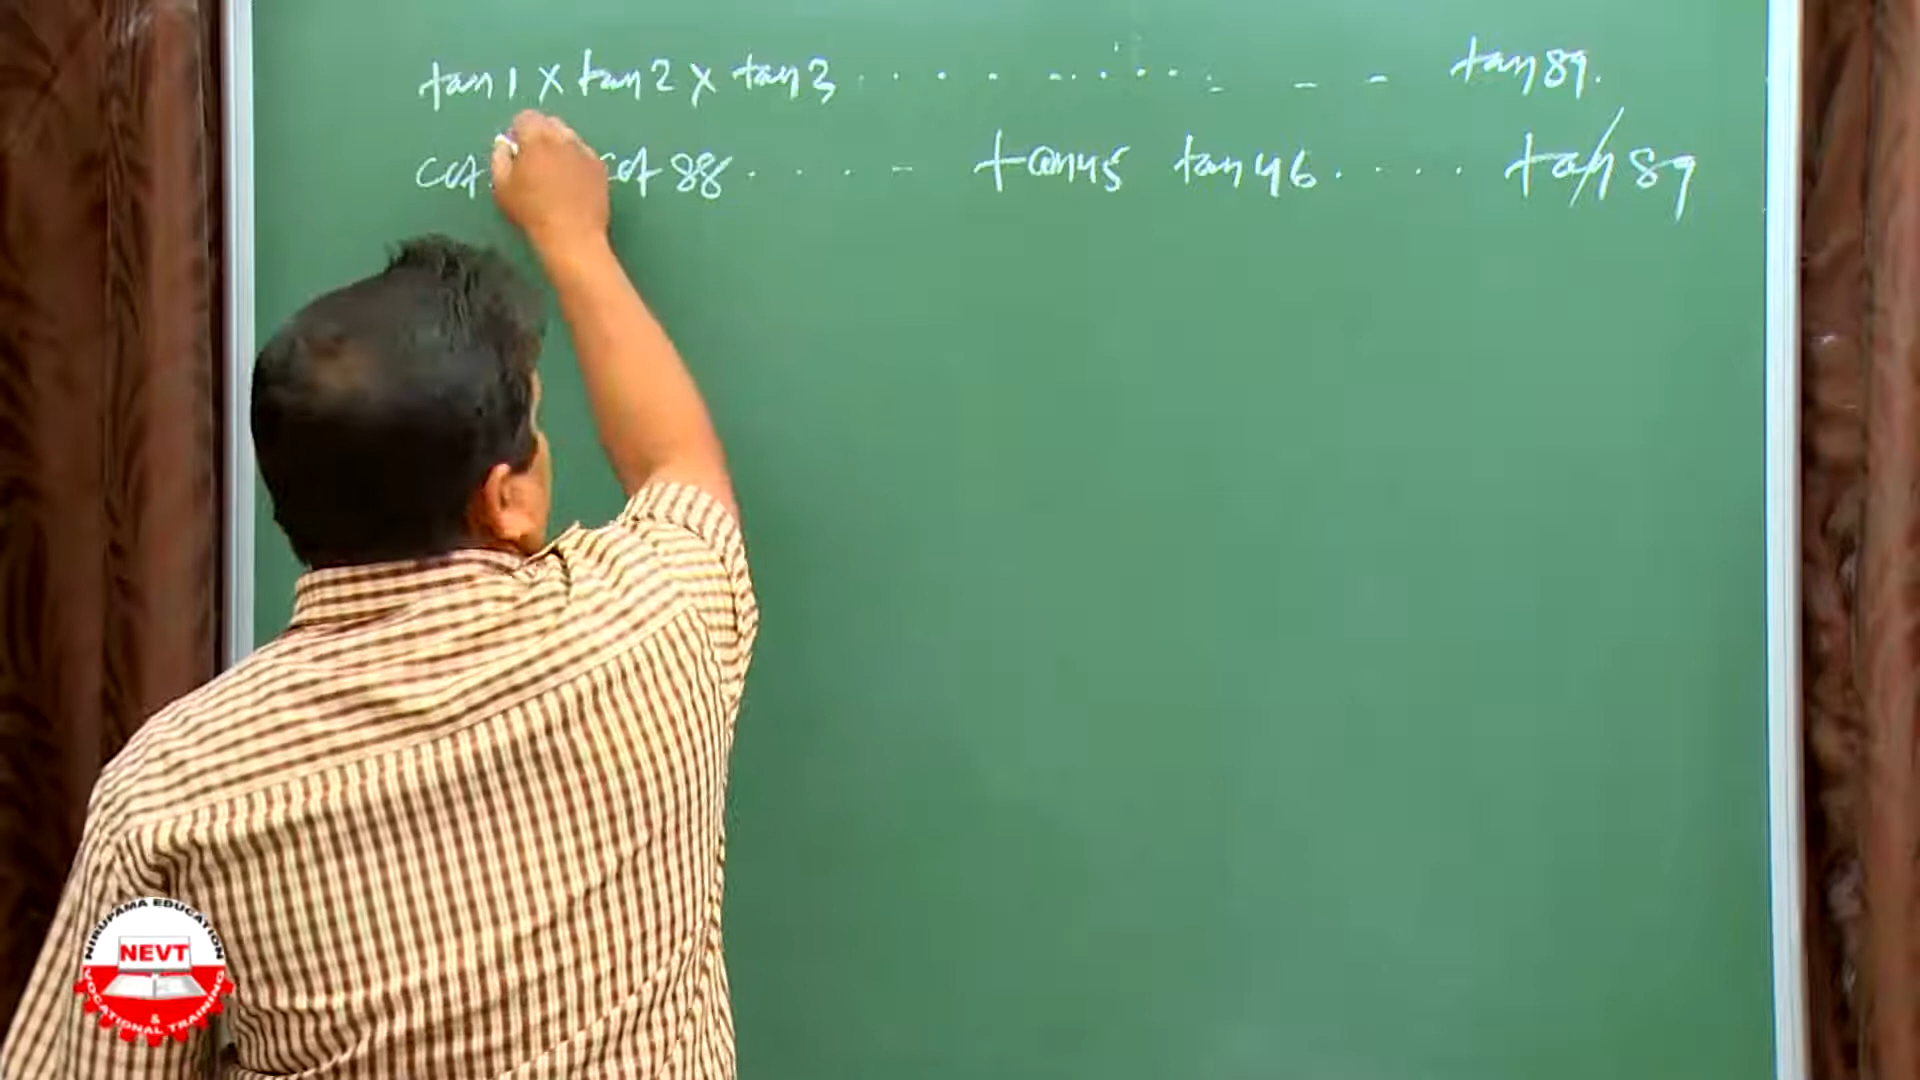 tan 1 × tan 2 × tan 3 . . . . . . . . . . - - tan 89.
cot 88 . . . . - tan 45 tan 46 . . . . tan 89
NIRUPAMA EDUCATION
NEVT
& VOCATIONAL TRAINING